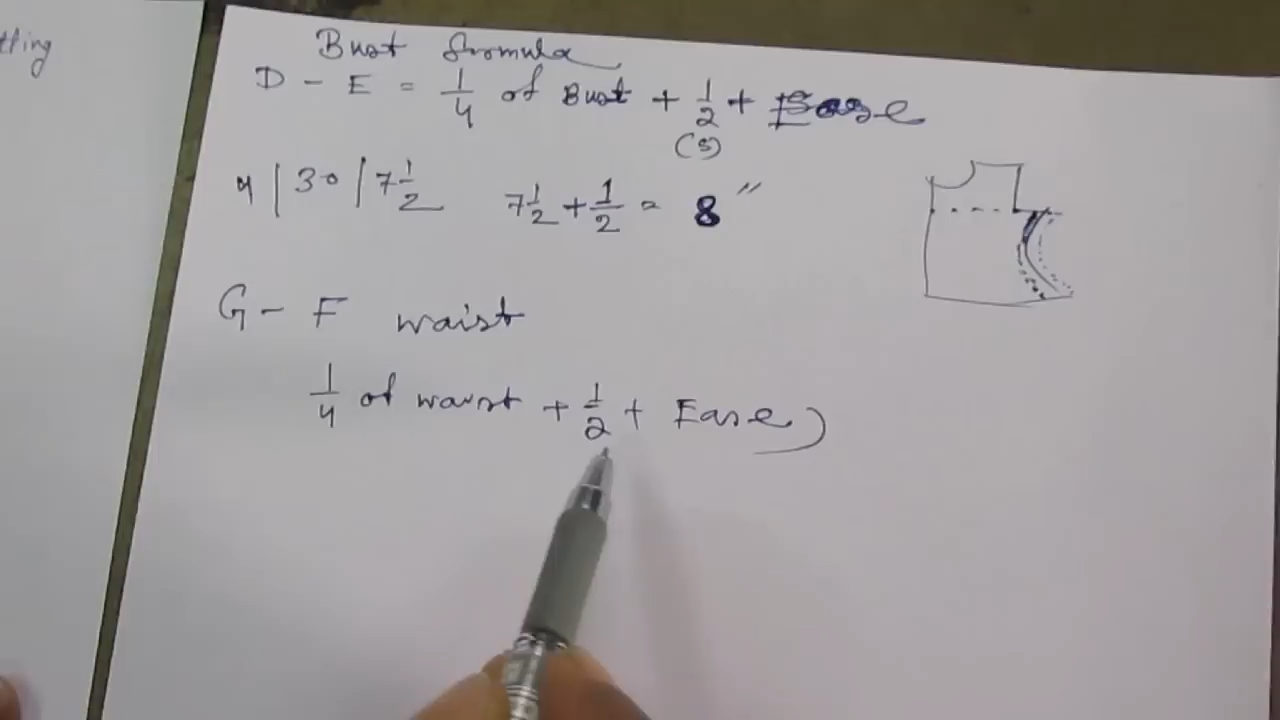 Bust formula
D - E = 1/4 of Bust + 1/2 + Ease
(s)
4 | 30 | 7 1/2   7 1/2 + 1/2 = 8"
G - F waist
1/4 of waist + 1/2 + Ease)